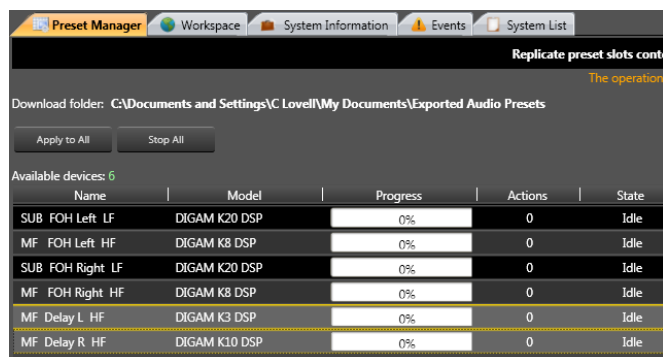 Preset Manager Workspace System Information Events System List
Replicate preset slots cont
The operation
Download folder: C:\Documents and Settings\C Lovell\My Documents\Exported Audio Presets
Apply to All Stop All
Available devices: 6
Name Model Progress Actions State
SUB FOH Left LF DIGAM K20 DSP 0% 0 Idle
MF FOH Left HF DIGAM K8 DSP 0% 0 Idle
SUB FOH Right LF DIGAM K20 DSP 0% 0 Idle
MF FOH Right HF DIGAM K8 DSP 0% 0 Idle
MF Delay L HF DIGAM K3 DSP 0% 0 Idle
MF Delay R HF DIGAM K10 DSP 0% 0 Idle